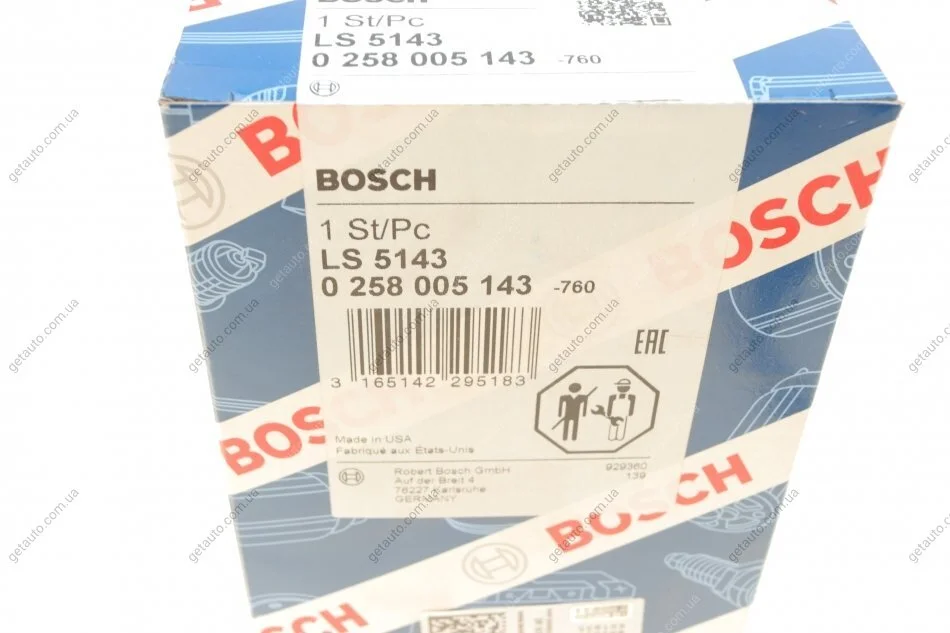 BOSCH
1 St/Pc
LS 5143
0 258 005 143 -760
BOSCH
1 St/Pc
LS 5143
0 258 005 143 -760
3 165142 295183
EAC
Made in USA
Fabriqué aux États-Unis
Robert Bosch GmbH
Auf der Breit 4
76227 Karlsruhe
GERMANY
929360
139
BOSCH
BOSCH
BOSCH
BOSCH
getauto.com.ua